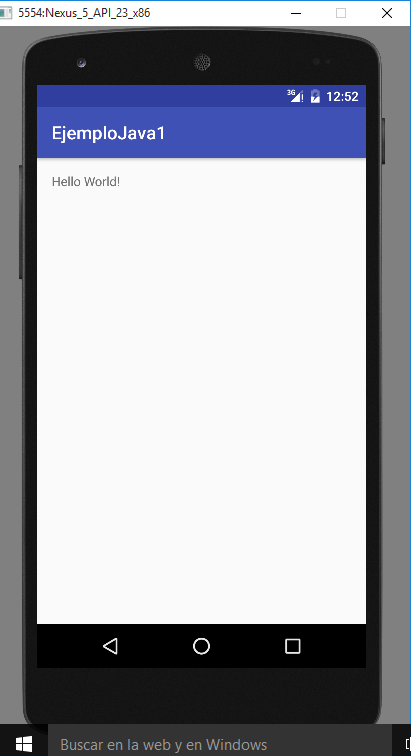 5554:Nexus_5_API_23_x86
3G 12:52
EjemploJava1
Hello World!
Buscar en la web y en Windows